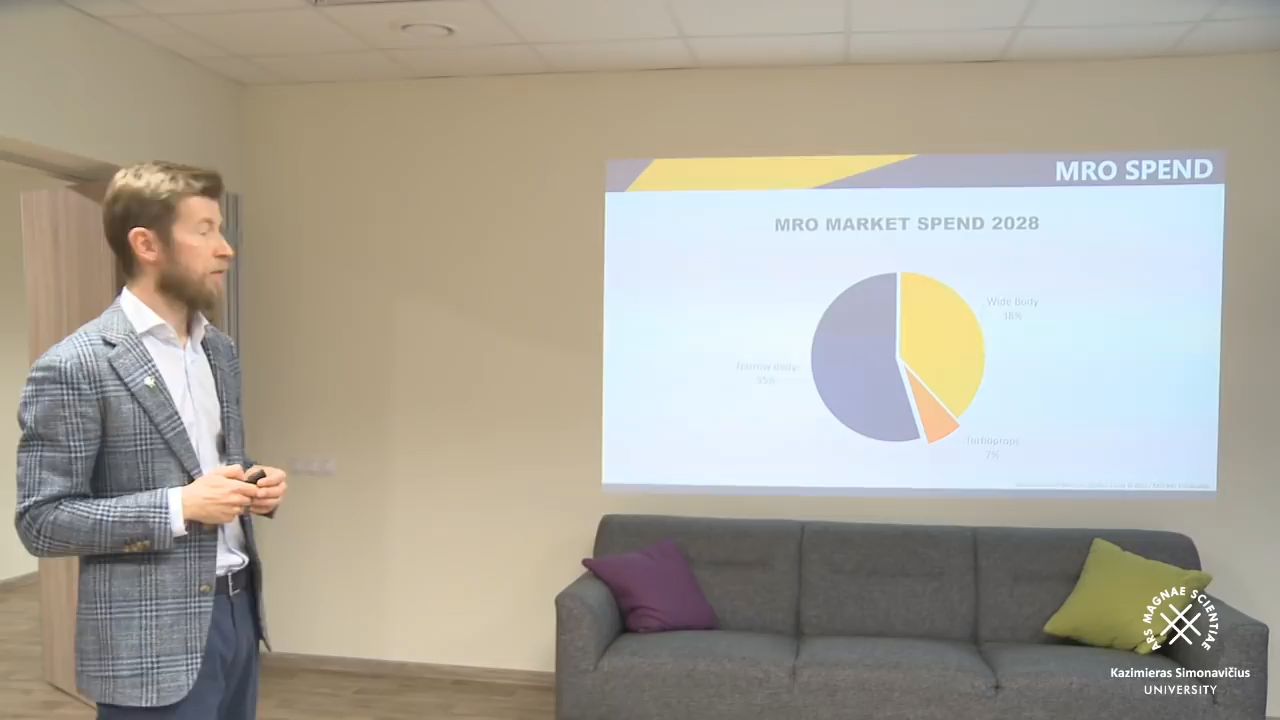 MRO SPEND
MRO MARKET SPEND 2028
Wide Body
38%
Narrow Body
55%
Turboprops
7%
ARS MAGNAE SCIENTIAE
Kazimieras Simonavičius
UNIVERSITY